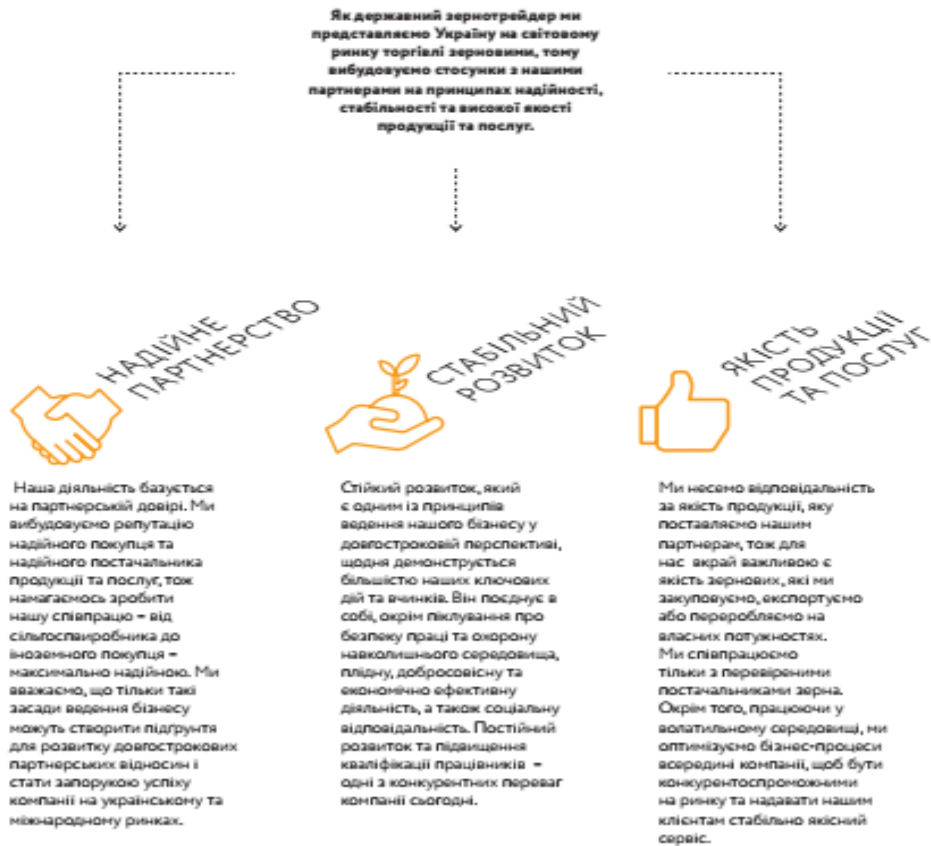 Як державний зернотрейдер ми
представляємо Україну на світовому
ринку торгівлі зерновими, тому
вибудовуємо стосунки з нашими
партнерами на принципах надійності,
стабільності та високої якості
продукції та послуг.
НАДІЙНЕ
ПАРТНЕРСТВО
Наша діяльність базується
на партнерській довірі. Ми
вибудовуємо репутацію
надійного покупця та
надійного постачальника
продукції та послуг, тож
намагаємось зробити
нашу співпрацю – від
сільгоспвиробника до
іноземного покупця –
максимально надійною. Ми
вважаємо, що тільки такі
засади ведення бізнесу
можуть створити підґрунтя
для розвитку довгострокових
партнерських відносин і
стати запорукою успіху
компанії на українському та
міжнародному ринках.
СТАБІЛЬНИЙ
РОЗВИТОК
Стійкий розвиток, який
є одним із принципів
ведення нашого бізнесу у
довгостроковій перспективі,
щодня демонструється
більшістю наших ключових
дій та вчинків. Він поєднує в
собі, окрім піклування про
безпеку праці та охорону
навколишнього середовища,
плідну, добросовісну та
економічно ефективну
діяльність, а також соціальну
відповідальність. Постійний
розвиток та підвищення
кваліфікації працівників –
одні з конкурентних переваг
компанії сьогодні.
ЯКІСТЬ
ПРОДУКЦІЇ
ТА ПОСЛУГ
Ми несемо відповідальність
за якість продукції, яку
поставляємо нашим
партнерам, тож для
нас вкрай важливою є
якість зернових, які ми
закуповуємо, експортуємо
або переробляємо на
власних потужностях.
Ми співпрацюємо
тільки з перевіреними
постачальниками зерна.
Окрім того, працюючи у
волатильному середовищі, ми
оптимізуємо бізнес-процеси
всередині компанії, щоб бути
конкурентоспроможними
на ринку та надавати нашим
клієнтам стабільно якісний
сервіс.